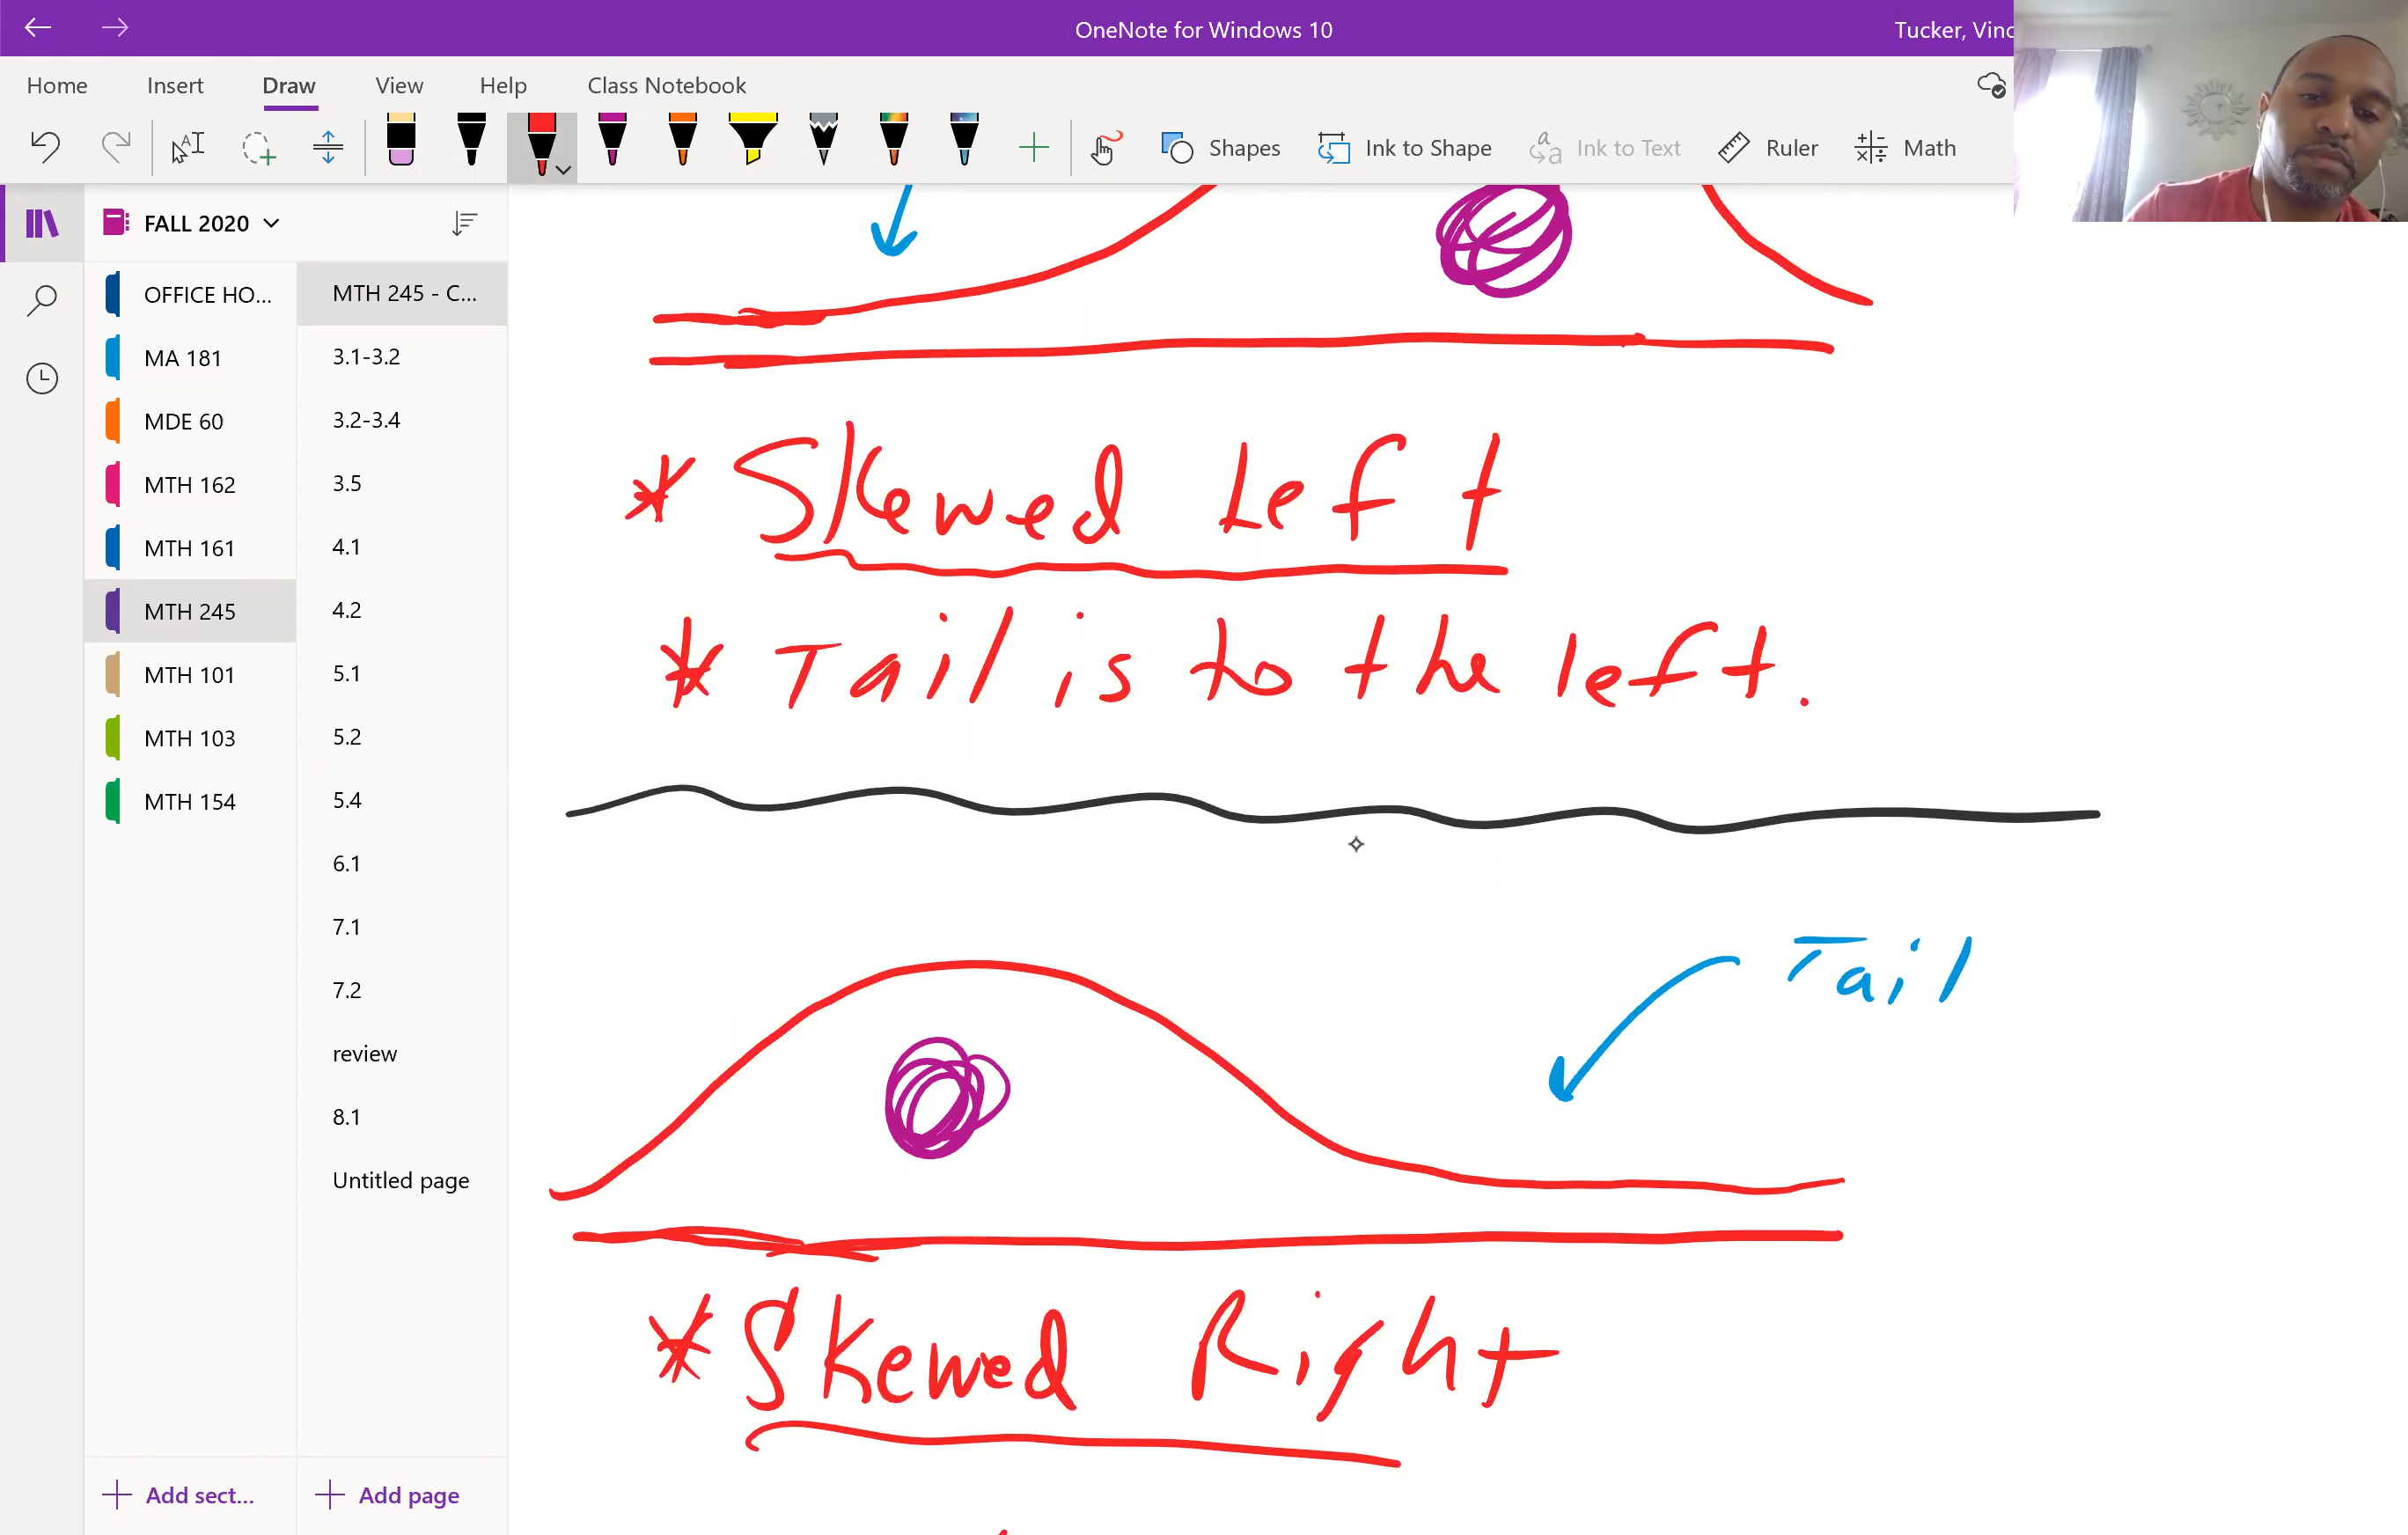 OneNote for Windows 10
Tucker, Vinc
Home Insert Draw View Help Class Notebook
Shapes Ink to Shape Ink to Text Ruler Math
FALL 2020
OFFICE HO...
MA 181
MDE 60
MTH 162
MTH 161
MTH 245
MTH 101
MTH 103
MTH 154
MTH 245 - C...
3.1-3.2
3.2-3.4
3.5
4.1
4.2
5.1
5.2
5.4
6.1
7.1
7.2
review
8.1
Untitled page
Add sect...
Add page
* Skewed Left
* Tail is to the left.
Tail
* Skewed Right